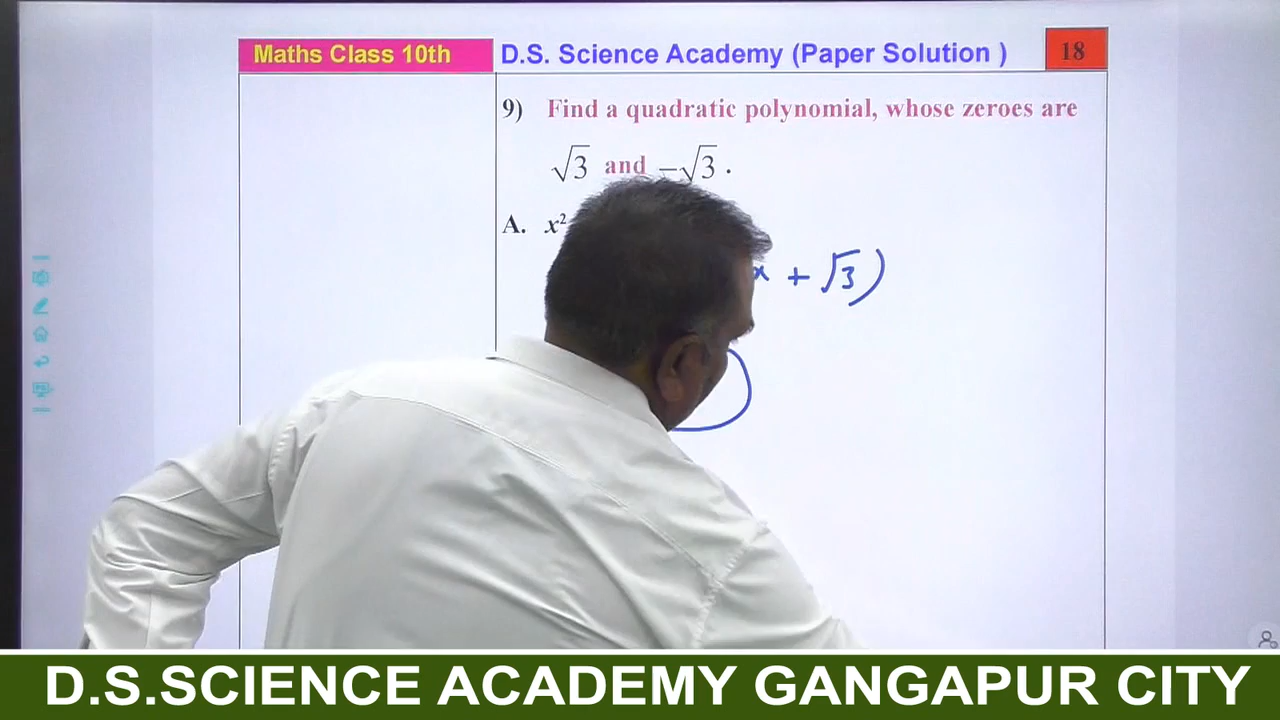 Maths Class 10th
D.S. Science Academy (Paper Solution )
18
9) Find a quadratic polynomial, whose zeroes are
√3 and −√3 .
A. x²
x + √3)
D.S.SCIENCE ACADEMY GANGAPUR CITY